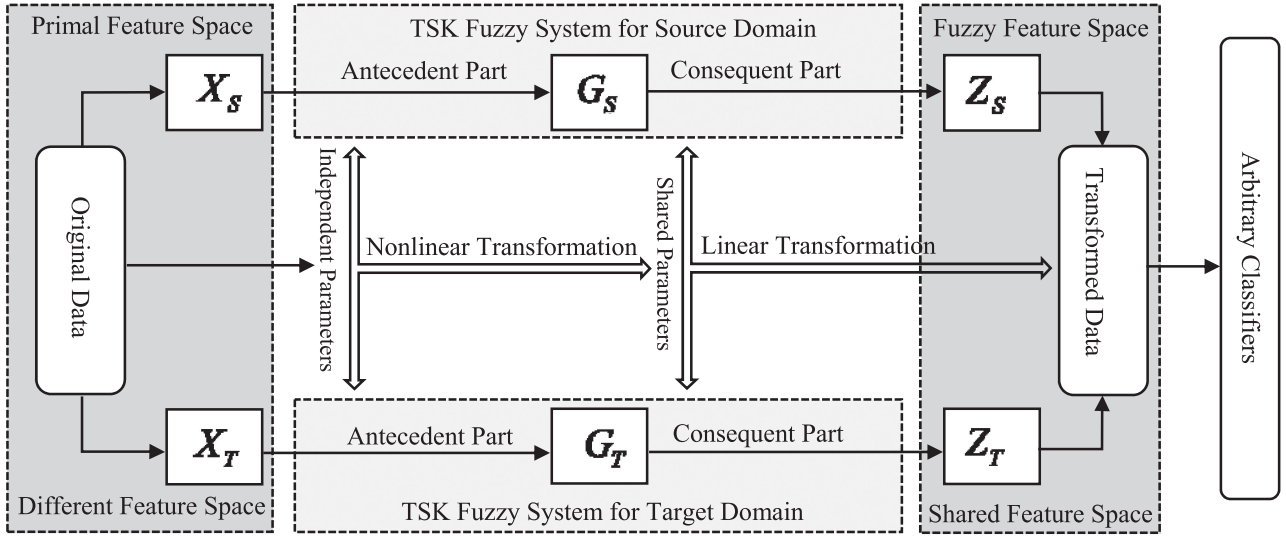 Primal Feature Space
TSK Fuzzy System for Source Domain
Fuzzy Feature Space
X_S
Antecedent Part
G_S
Consequent Part
Z_S
Original Data
Independent Parameters
Nonlinear Transformation
Shared Parameters
Linear Transformation
Transformed Data
Arbitrary Classifiers
X_T
Antecedent Part
G_T
Consequent Part
Z_T
Different Feature Space
TSK Fuzzy System for Target Domain
Shared Feature Space